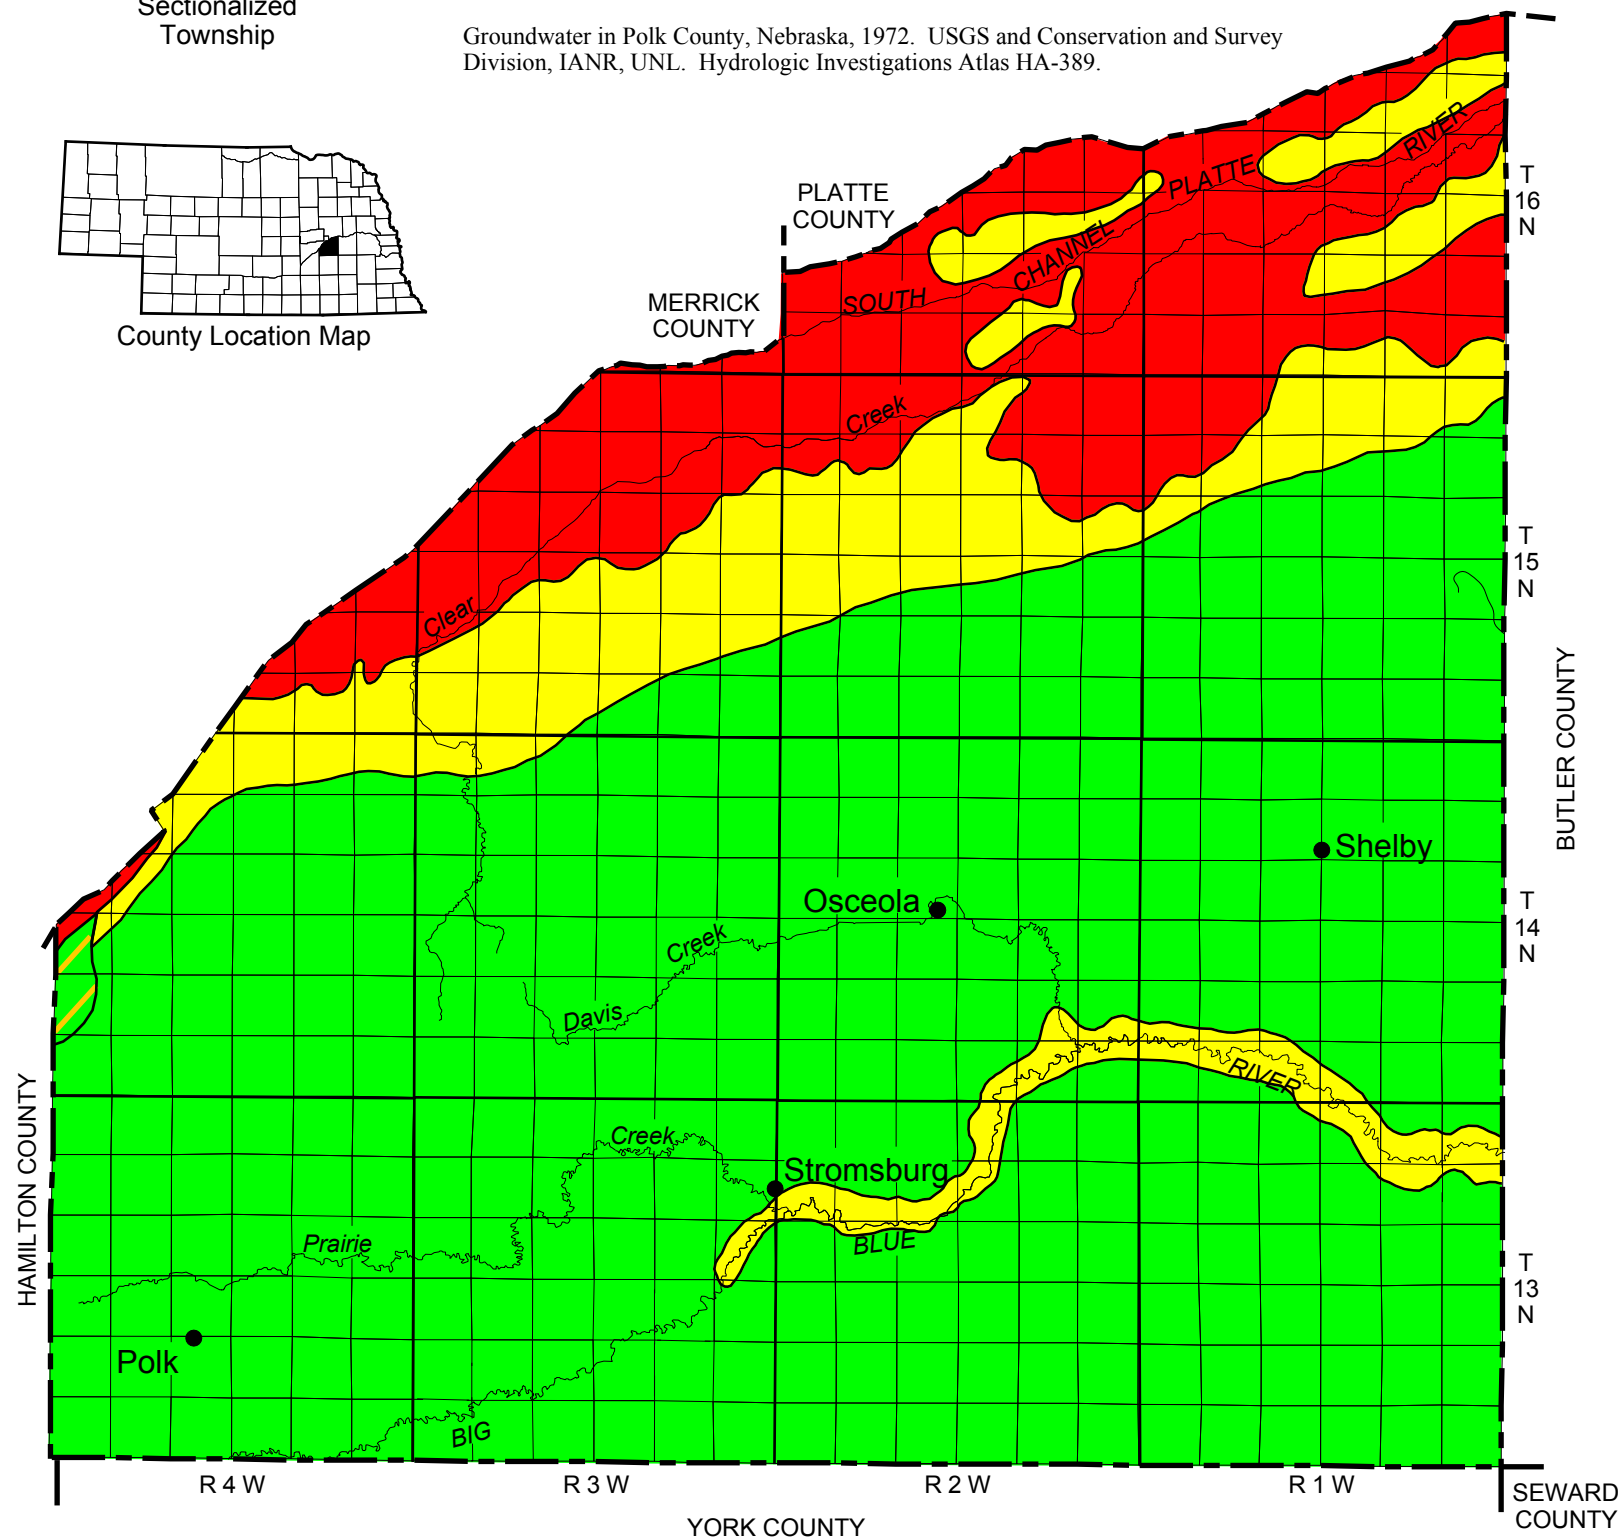 Sectionalized
Township
Groundwater in Polk County, Nebraska, 1972. USGS and Conservation and Survey
Division, IANR, UNL. Hydrologic Investigations Atlas HA-389.
County Location Map
PLATTE
COUNTY
MERRICK
COUNTY
SOUTH
CHANNEL
PLATTE
RIVER
T
16
N
Creek
Clear
T
15
N
BUTLER COUNTY
Shelby
Osceola
Creek
Davis
T
14
N
RIVER
HAMILTON COUNTY
Creek
Stromsburg
Prairie
BLUE
T
13
N
Polk
BIG
R 4 W
R 3 W
R 2 W
R 1 W
SEWARD
COUNTY
YORK COUNTY